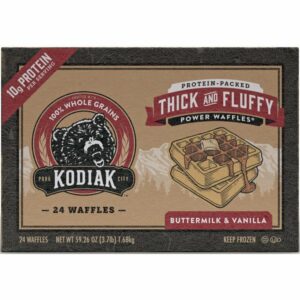 10g PROTEIN
PER SERVING
100% WHOLE GRAINS
PARK KODIAK CITY
24 WAFFLES
PROTEIN-PACKED
THICK AND FLUFFY
POWER WAFFLES®
BUTTERMILK & VANILLA
24 WAFFLES NET WT 59.26 OZ (3.7lb) 1.68kg
KEEP FROZEN